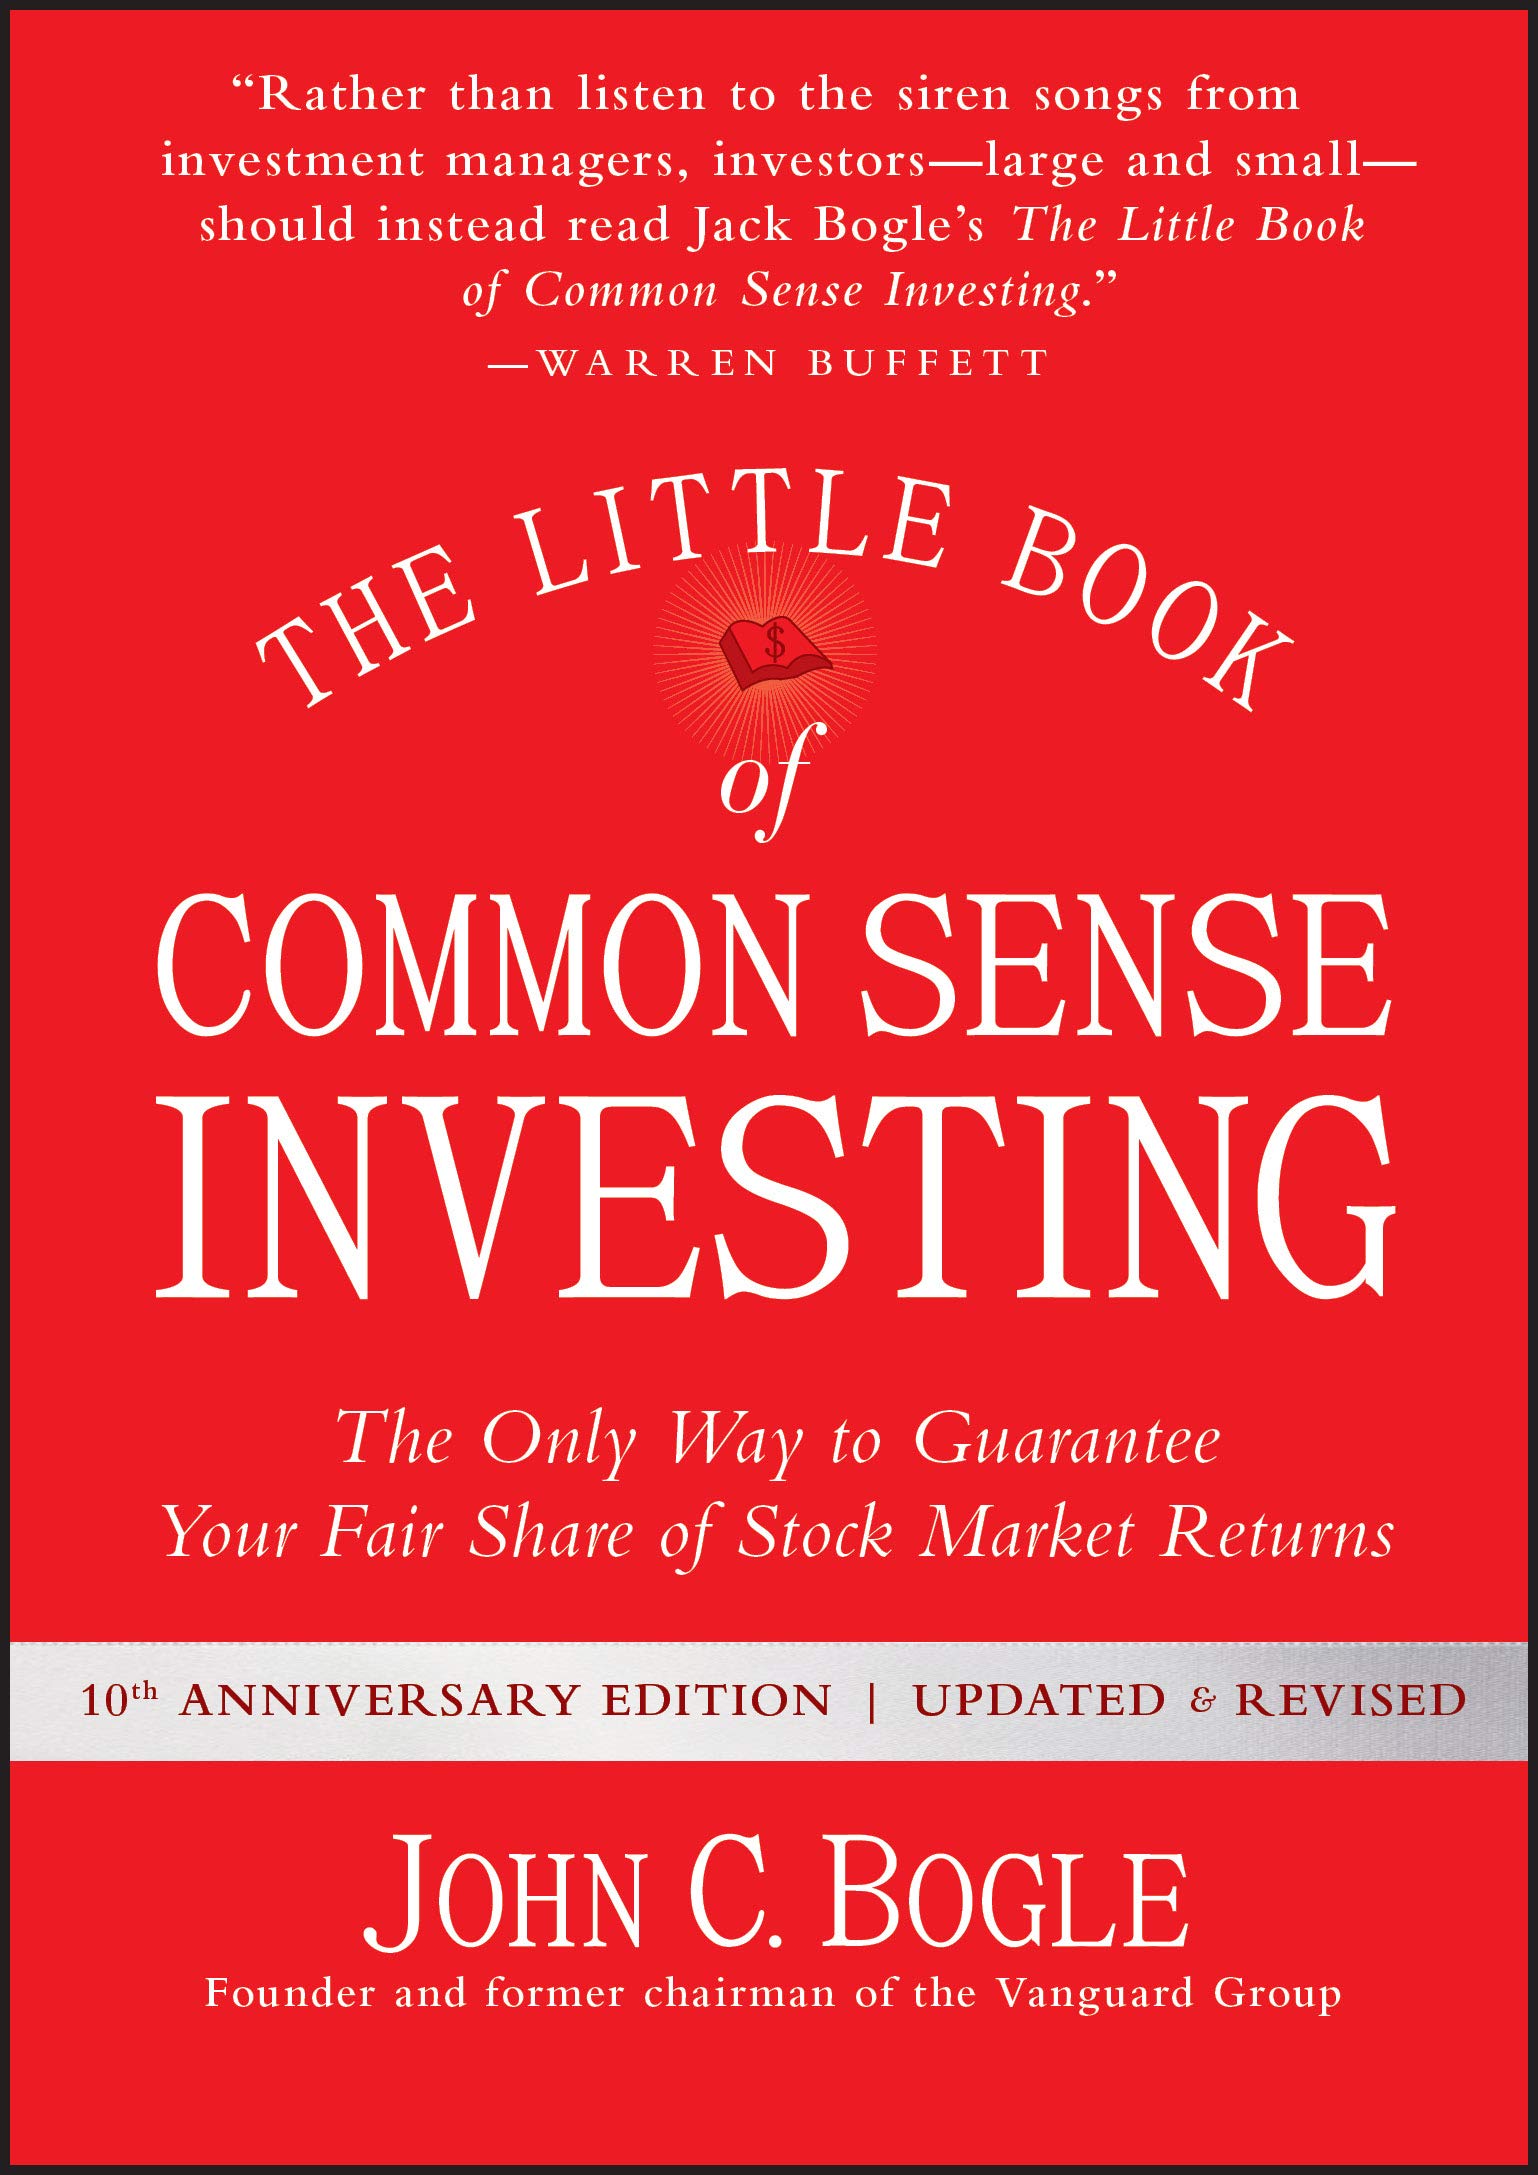 “Rather than listen to the siren songs from
investment managers, investors—large and small—
should instead read Jack Bogle’s The Little Book
of Common Sense Investing.”
—WARREN BUFFETT
THE LITTLE BOOK
$
of
COMMON SENSE
INVESTING
The Only Way to Guarantee
Your Fair Share of Stock Market Returns
10th ANNIVERSARY EDITION | UPDATED & REVISED
JOHN C. BOGLE
Founder and former chairman of the Vanguard Group